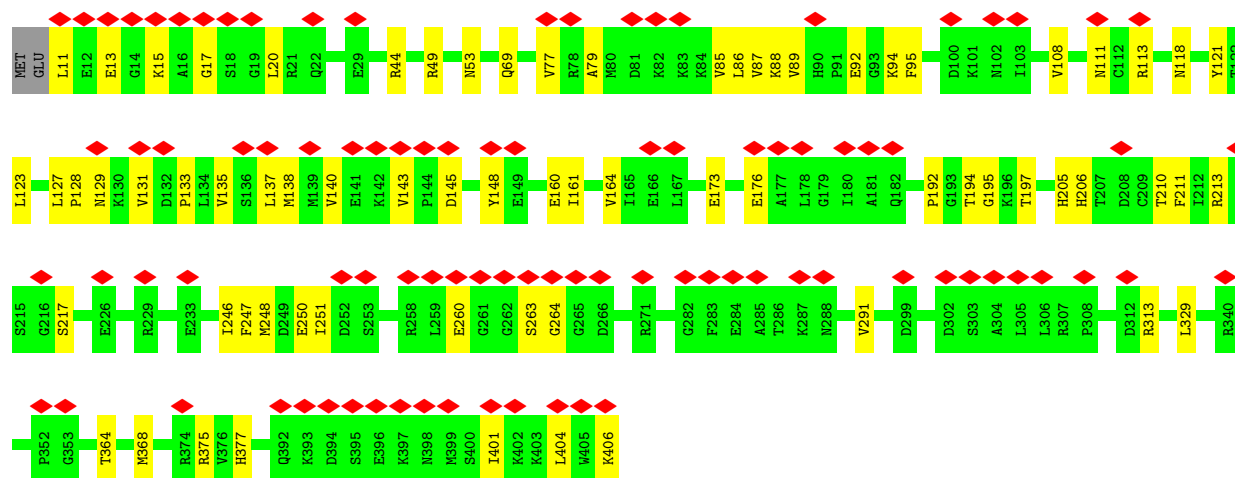 MET GLU L11 E12 E13 G14 K15 A16 G17 S18 G19 L20 R21 Q22 E29 R44 R49 N53 Q69 V77 R78 A79 M80 D81 K82 K83 K84 V85 L86 V87 K88 V89 H90 P91 E92 G93 K94 F95 D100 K101 N102 I103 V108 N111 C112 R113 N118 Y121
L123 L127 P128 N129 K130 V131 D132 P133 L134 V135 S136 L137 M138 M139 V140 E141 K142 V143 P144 D145 Y148 E149 E160 I161 V164 I165 E166 L167 E173 E176 A177 L178 G179 I180 A181 Q182 P192 G193 T194 G195 K196 T197 H205 H206 T207 D208 C209 T210 F211 I212 R213
S215 G216 S217 E226 R229 E233 I246 F247 M248 D249 E250 I251 D252 S253 R258 L259 E260 G261 G262 S263 G264 G265 D266 R271 G282 F283 E284 A285 T286 K287 N288 V291 D299 D302 S303 A304 L305 L306 R307 P308 D312 R313 L329 R340
P352 G353 T364 M368 R374 R375 V376 H377 Q392 K393 D394 S395 E396 K397 N398 M399 S400 I401 K402 K403 L404 W405 K406